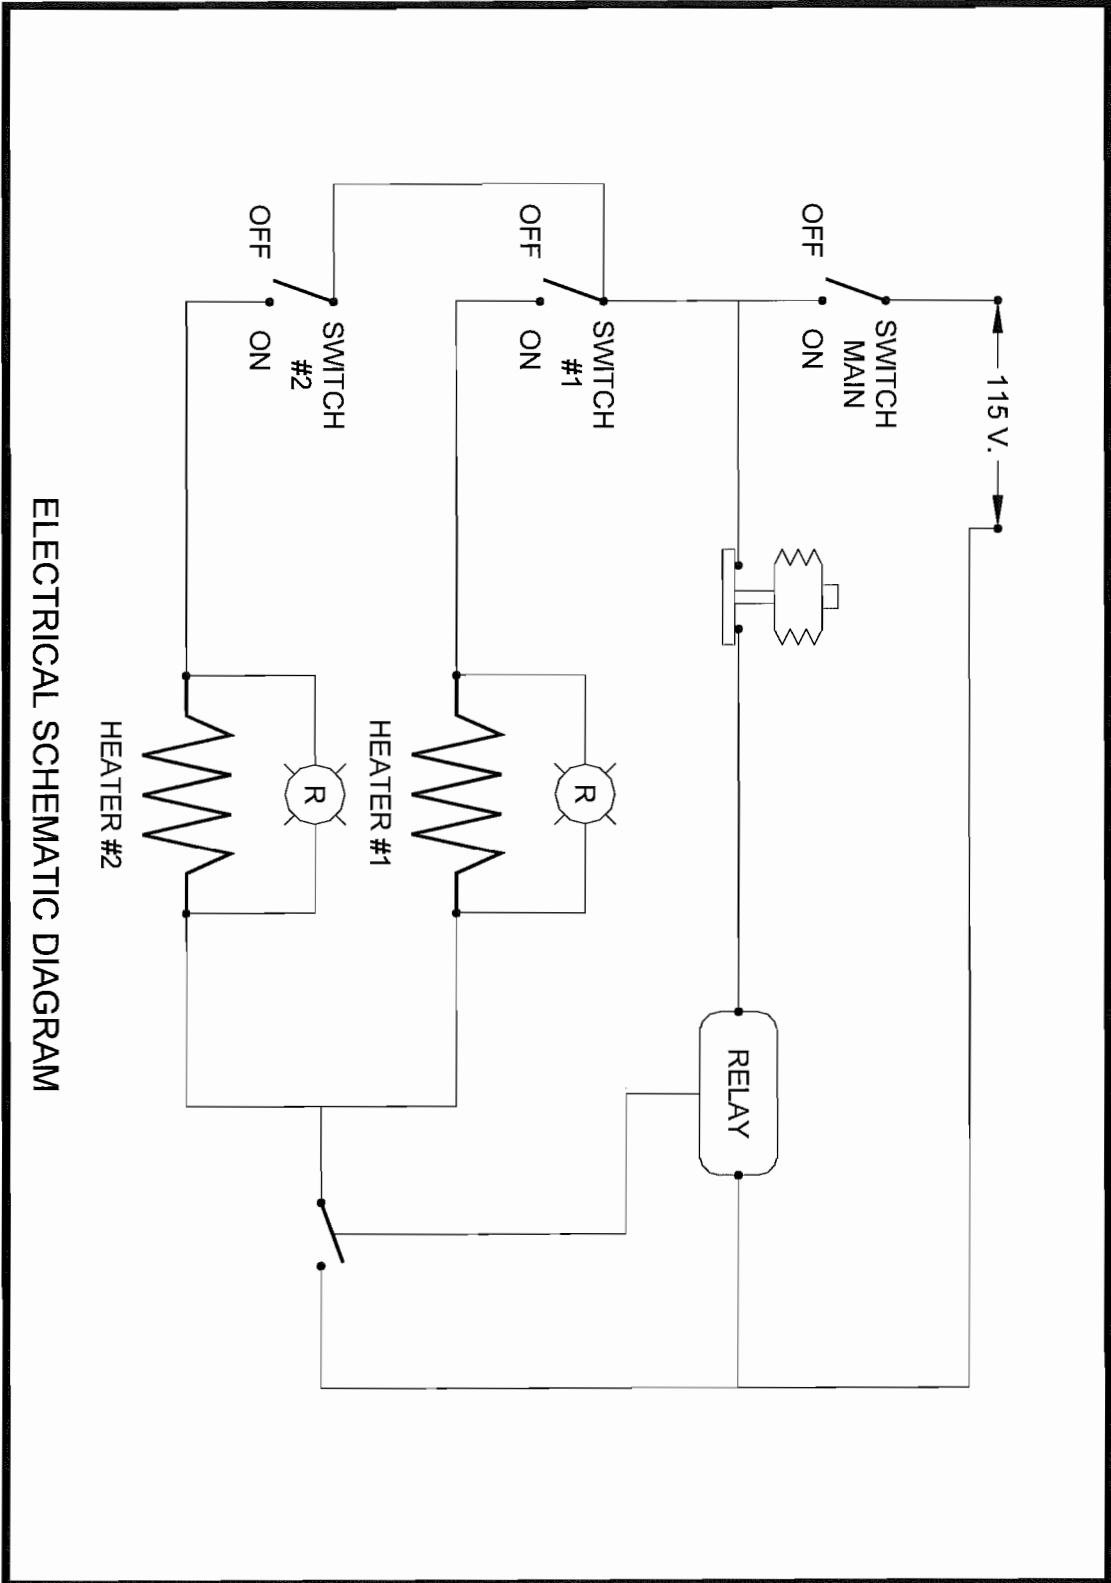 115 V.
SWITCH
MAIN
OFF
ON
RELAY
SWITCH
#1
OFF
ON
R
HEATER #1
SWITCH
#2
OFF
ON
R
HEATER #2
ELECTRICAL SCHEMATIC DIAGRAM